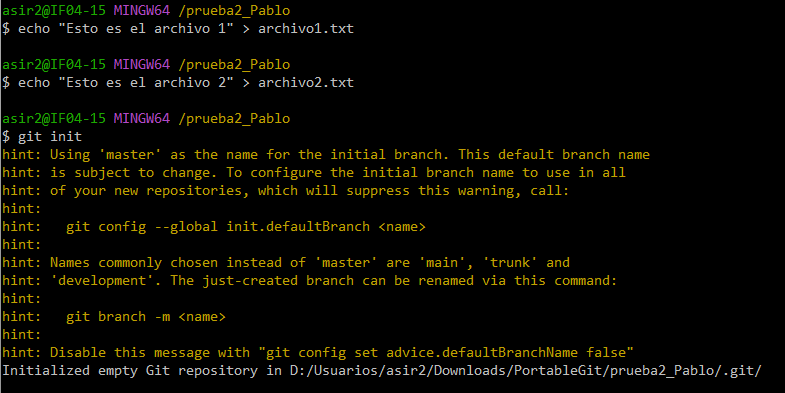 asir2@IF04-15 MINGW64 /prueba2_Pablo
$ echo "Esto es el archivo 1" > archivo1.txt
asir2@IF04-15 MINGW64 /prueba2_Pablo
$ echo "Esto es el archivo 2" > archivo2.txt
asir2@IF04-15 MINGW64 /prueba2_Pablo
$ git init
hint: Using 'master' as the name for the initial branch. This default branch name
hint: is subject to change. To configure the initial branch name to use in all
hint: of your new repositories, which will suppress this warning, call:
hint:
hint:   git config --global init.defaultBranch <name>
hint:
hint: Names commonly chosen instead of 'master' are 'main', 'trunk' and
hint: 'development'. The just-created branch can be renamed via this command:
hint:
hint:   git branch -m <name>
hint:
hint: Disable this message with "git config set advice.defaultBranchName false"
Initialized empty Git repository in D:/Usuarios/asir2/Downloads/PortableGit/prueba2_Pablo/.git/